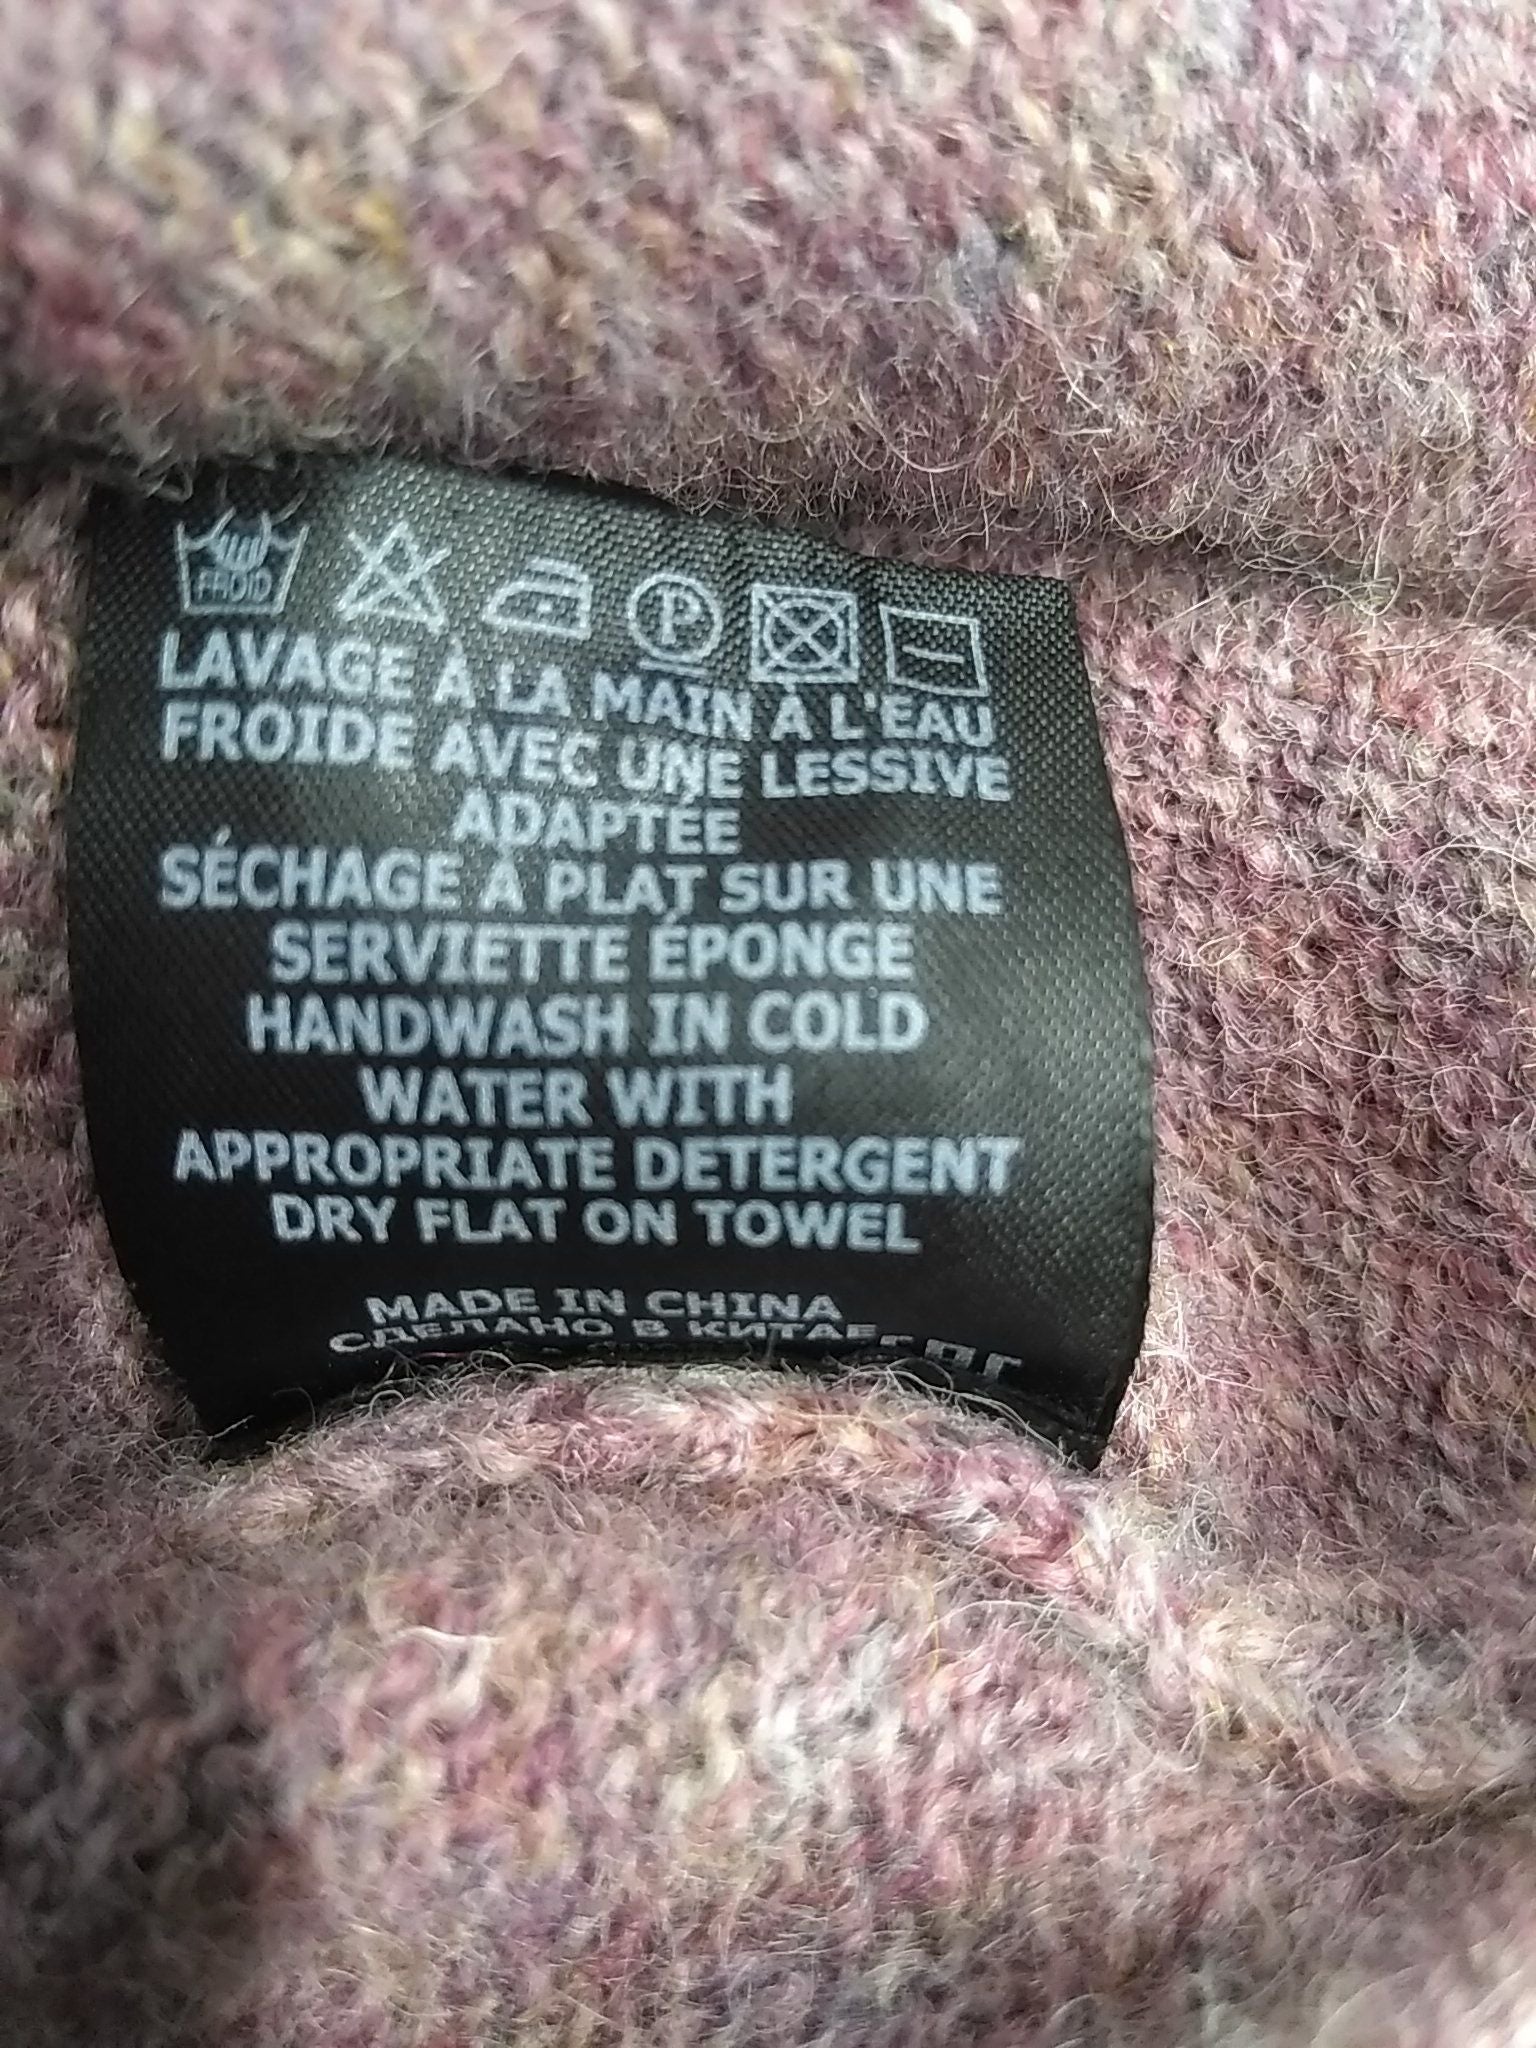 FROID
P
LAVAGE À LA MAIN À L'EAU
FROIDE AVEC UNE LESSIVE
ADAPTÉE
SÉCHAGE À PLAT SUR UNE
SERVIETTE ÉPONGE
HANDWASH IN COLD
WATER WITH
APPROPRIATE DETERGENT
DRY FLAT ON TOWEL
MADE IN CHINA
СДЕЛАНО В КИТАЕ